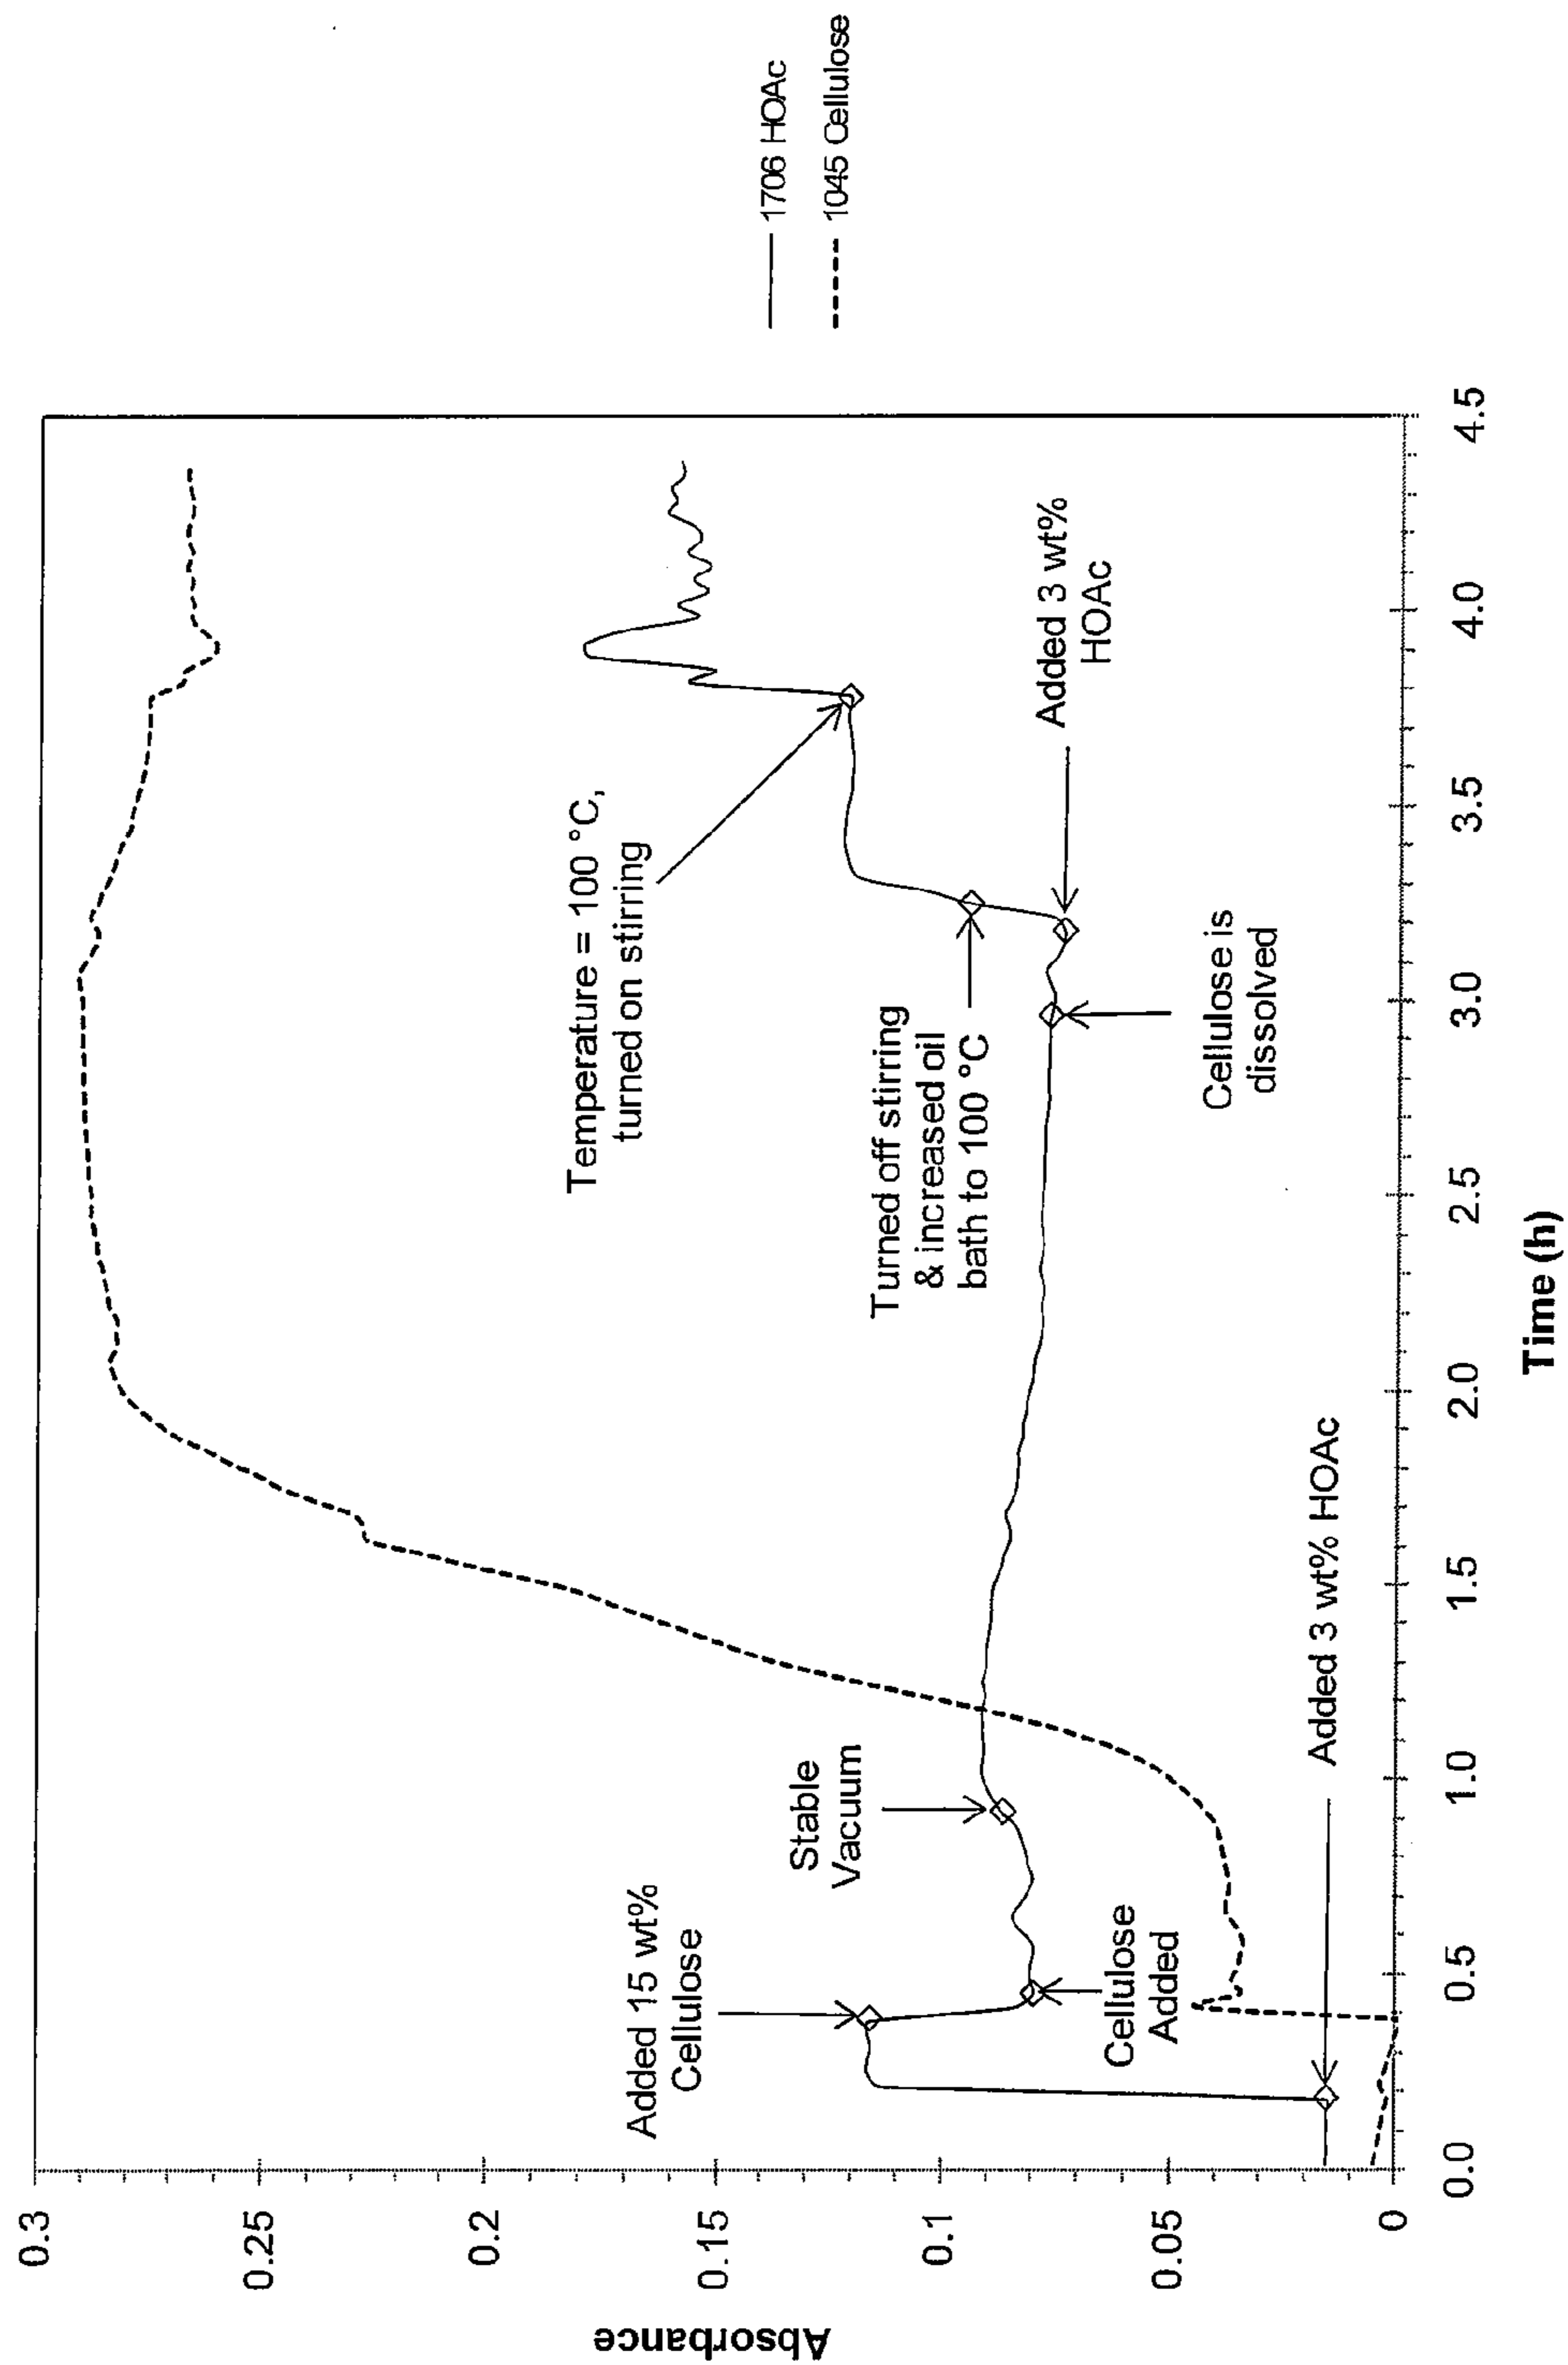 Absorbance
0.3
0.25
0.2
0.15
0.1
0.05
0
Added 15 wt%
Cellulose
Stable
Vacuum
Cellulose
Added
Added 3 wt% HOAc
Temperature = 100 °C,
turned on stirring
Turned off stirring
& increased oil
bath to 100 °C
Cellulose is
dissolved
Added 3 wt%
HOAc
0.0
0.5
1.0
1.5
2.0
2.5
3.0
3.5
4.0
4.5
Time (h)
1706 HOAc
1045 Cellulose